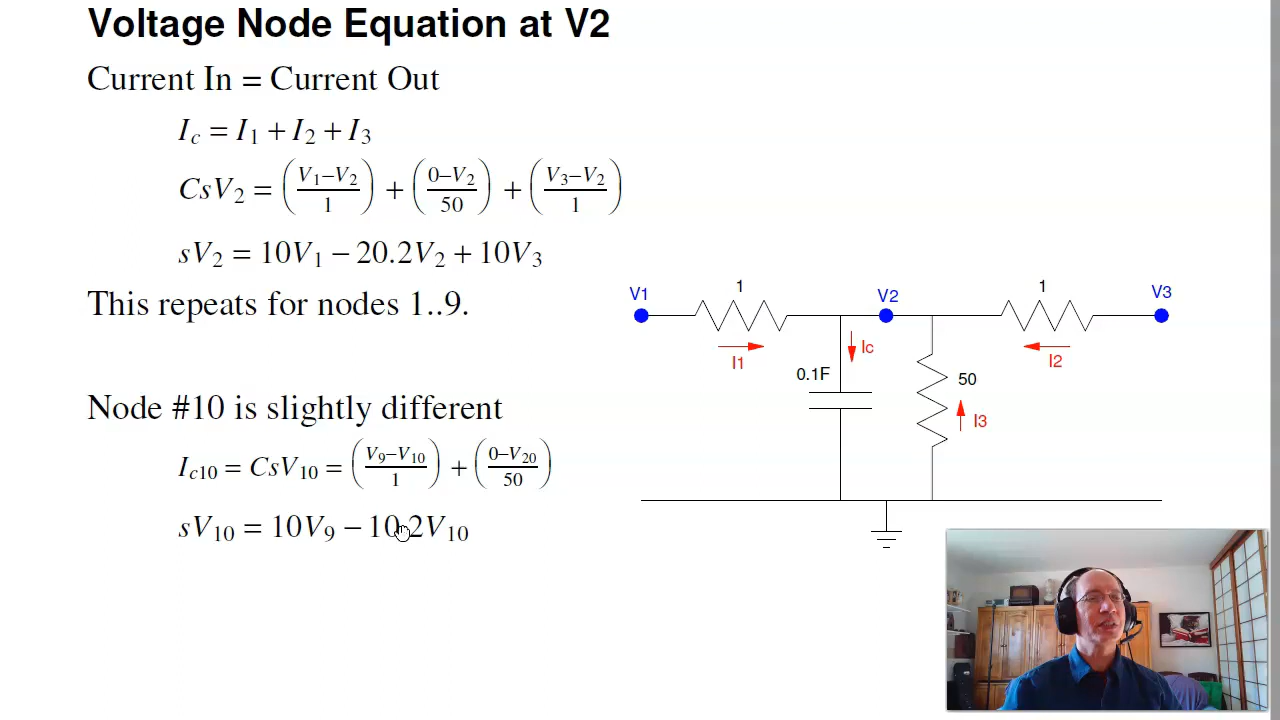 Voltage Node Equation at V2
Current In = Current Out
I_c = I_1 + I_2 + I_3
CsV_2 = ((V_1–V_2)/1) + ((0–V_2)/50) + ((V_3–V_2)/1)
sV_2 = 10V_1 − 20.2V_2 + 10V_3
This repeats for nodes 1..9.
Node #10 is slightly different
I_c10 = CsV_10 = ((V_9–V_10)/1) + ((0–V_20)/50)
sV_10 = 10V_9 − 10.2V_10
V1
1
V2
1
V3
I1
Ic
I2
0.1F
50
I3